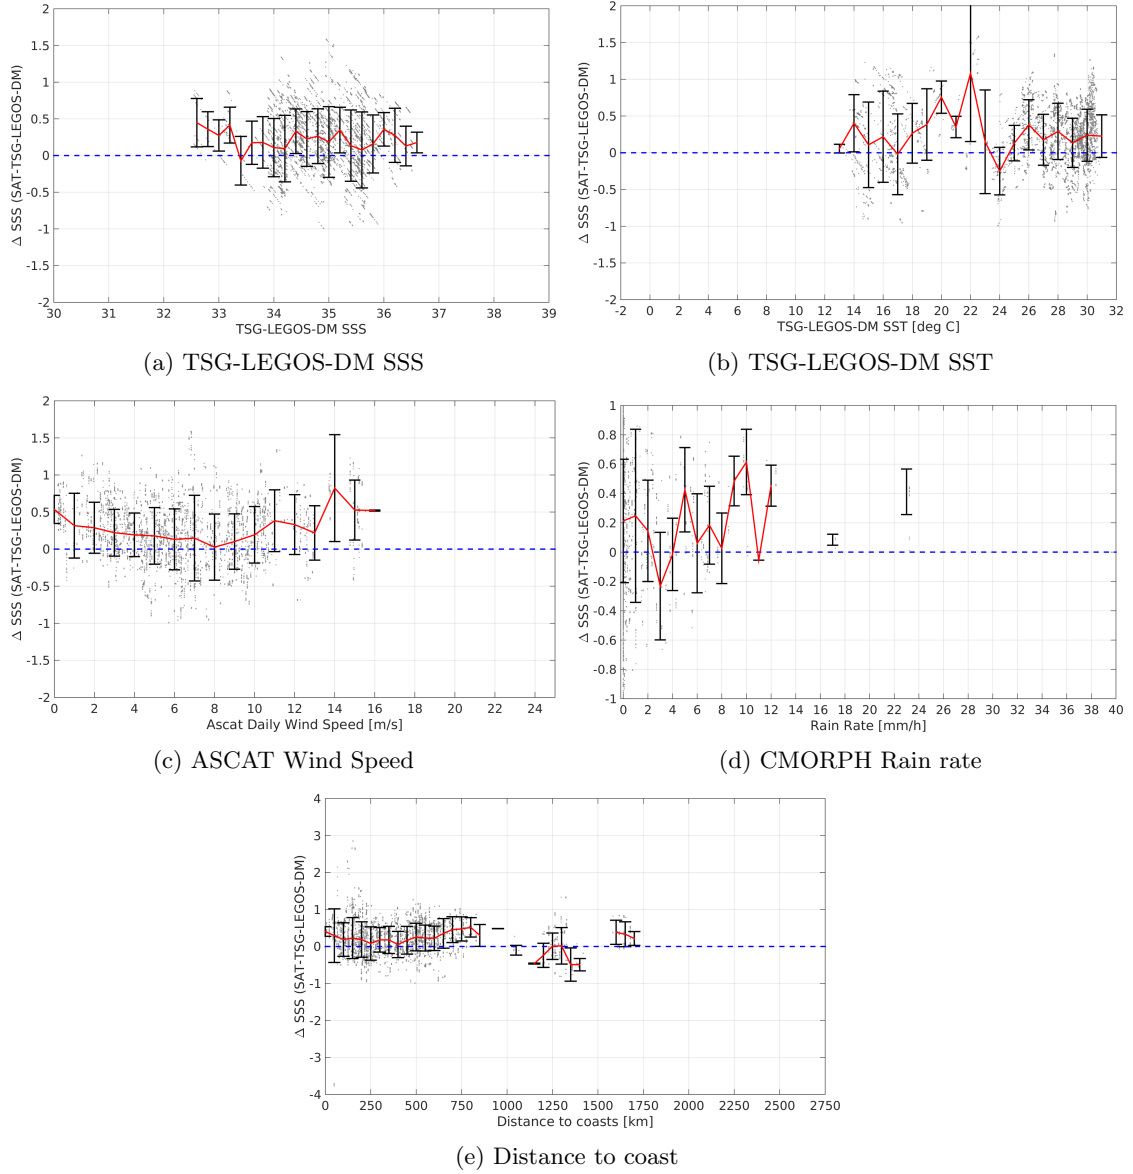 2
1.5
1
0.5
0
-0.5
-1
-1.5
-2
Δ SSS (SAT-TSG-LEGOS-DM)
30 31 32 33 34 35 36 37 38 39
TSG-LEGOS-DM SSS
(a) TSG-LEGOS-DM SSS
2
1.5
1
0.5
0
-0.5
-1
-1.5
-2
Δ SSS (SAT-TSG-LEGOS-DM)
-2 0 2 4 6 8 10 12 14 16 18 20 22 24 26 28 30 32
TSG-LEGOS-DM SST [deg C]
(b) TSG-LEGOS-DM SST
2
1.5
1
0.5
0
-0.5
-1
-1.5
-2
Δ SSS (SAT-TSG-LEGOS-DM)
0 2 4 6 8 10 12 14 16 18 20 22 24
Ascat Daily Wind Speed [m/s]
(c) ASCAT Wind Speed
1
0.8
0.6
0.4
0.2
0
-0.2
-0.4
-0.6
-0.8
-1
Δ SSS (SAT-TSG-LEGOS-DM)
0 2 4 6 8 10 12 14 16 18 20 22 24 26 28 30 32 34 36 38 40
Rain Rate [mm/h]
(d) CMORPH Rain rate
4
3
2
1
0
-1
-2
-3
-4
Δ SSS (SAT-TSG-LEGOS-DM)
0 250 500 750 1000 1250 1500 1750 2000 2250 2500 2750
Distance to coasts [km]
(e) Distance to coast